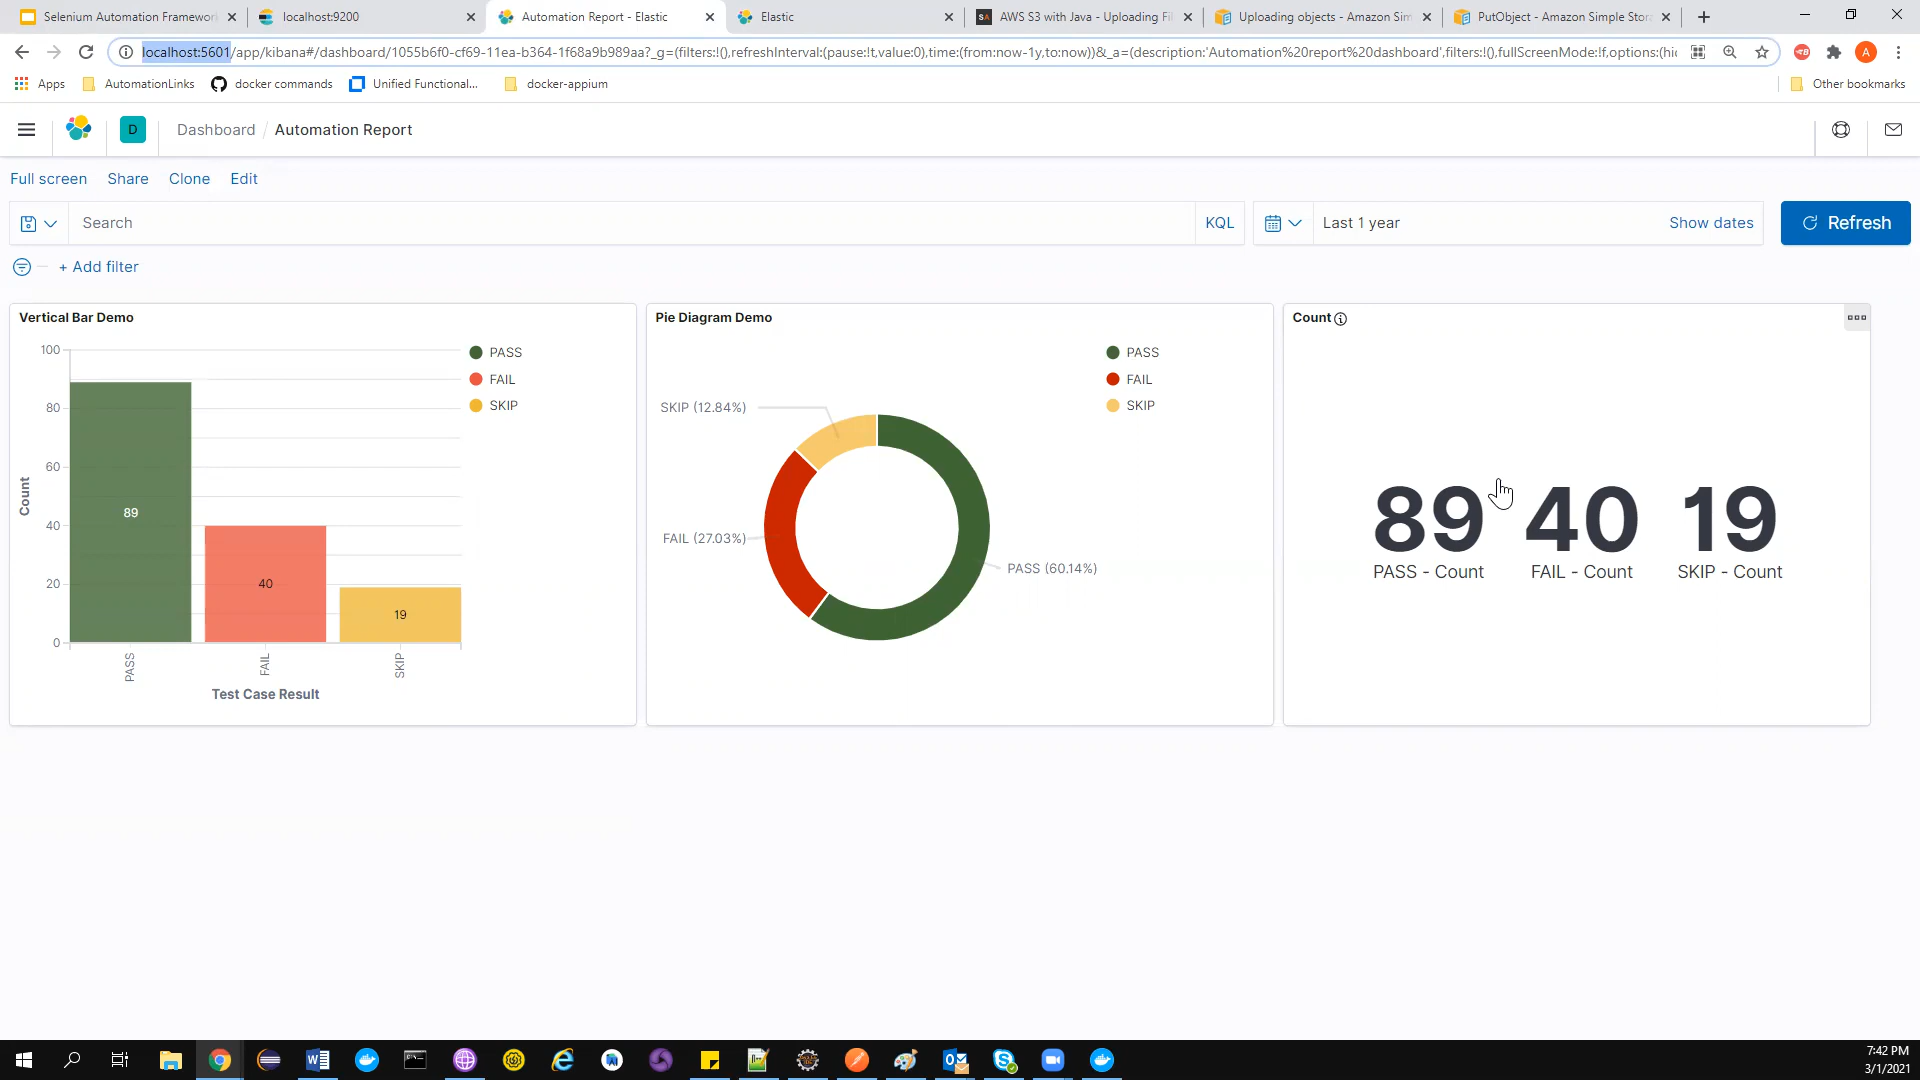 Selenium Automation Framework
localhost:9200
Automation Report - Elastic
Elastic
AWS S3 with Java - Uploading Fi
Uploading objects - Amazon Sim
PutObject - Amazon Simple Stora
localhost:5601/app/kibana#/dashboard/1055b6f0-cf69-11ea-b364-1f68a9b989aa?_g=(filters:!(),refreshInterval:(pause:!t,value:0),time:(from:now-1y,to:now))&_a=(description:'Automation%20report%20dashboard',filters:!(),fullScreenMode:!f,options:(hid
A
Apps
AutomationLinks
docker commands
Unified Functional...
docker-appium
Other bookmarks
D
Dashboard / Automation Report
Full screen
Share
Clone
Edit
Search
KQL
Last 1 year
Show dates
Refresh
+ Add filter
Vertical Bar Demo
100
80
60
40
20
0
Count
89
40
19
PASS
FAIL
SKIP
Test Case Result
PASS
FAIL
SKIP
Pie Diagram Demo
SKIP (12.84%)
FAIL (27.03%)
PASS (60.14%)
PASS
FAIL
SKIP
Count
89 40 19
PASS - Count FAIL - Count SKIP - Count
7:42 PM
3/1/2021